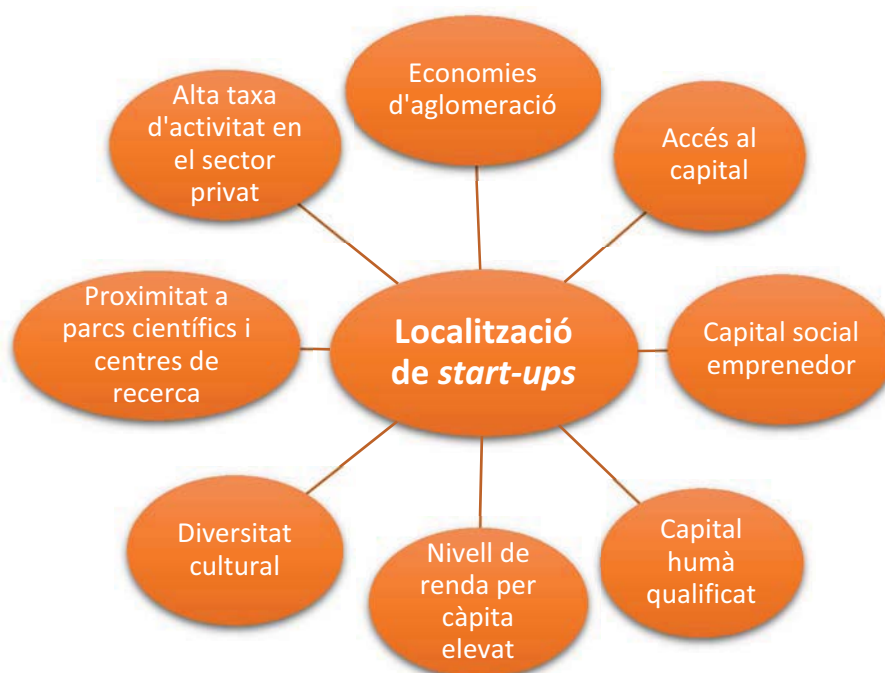 Economies
d'aglomeració
Alta taxa
d'activitat en
el sector
privat
Accés al
capital
Proximitat a
parcs científics i
centres de
recerca
Localització
de start-ups
Capital social
emprenedor
Diversitat
cultural
Nivell de
renda per
càpita
elevat
Capital
humà
qualificat